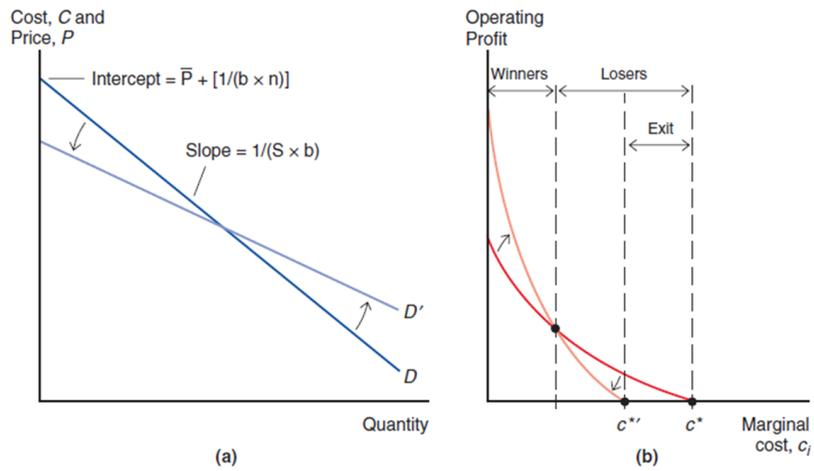 Cost, C and
Price, P
Intercept = P̅ + [1/(b × n)]
Slope = 1/(S × b)
D′
D
Quantity
(a)
Operating
Profit
Winners
Losers
Exit
c*′
c*
Marginal
cost, ci
(b)